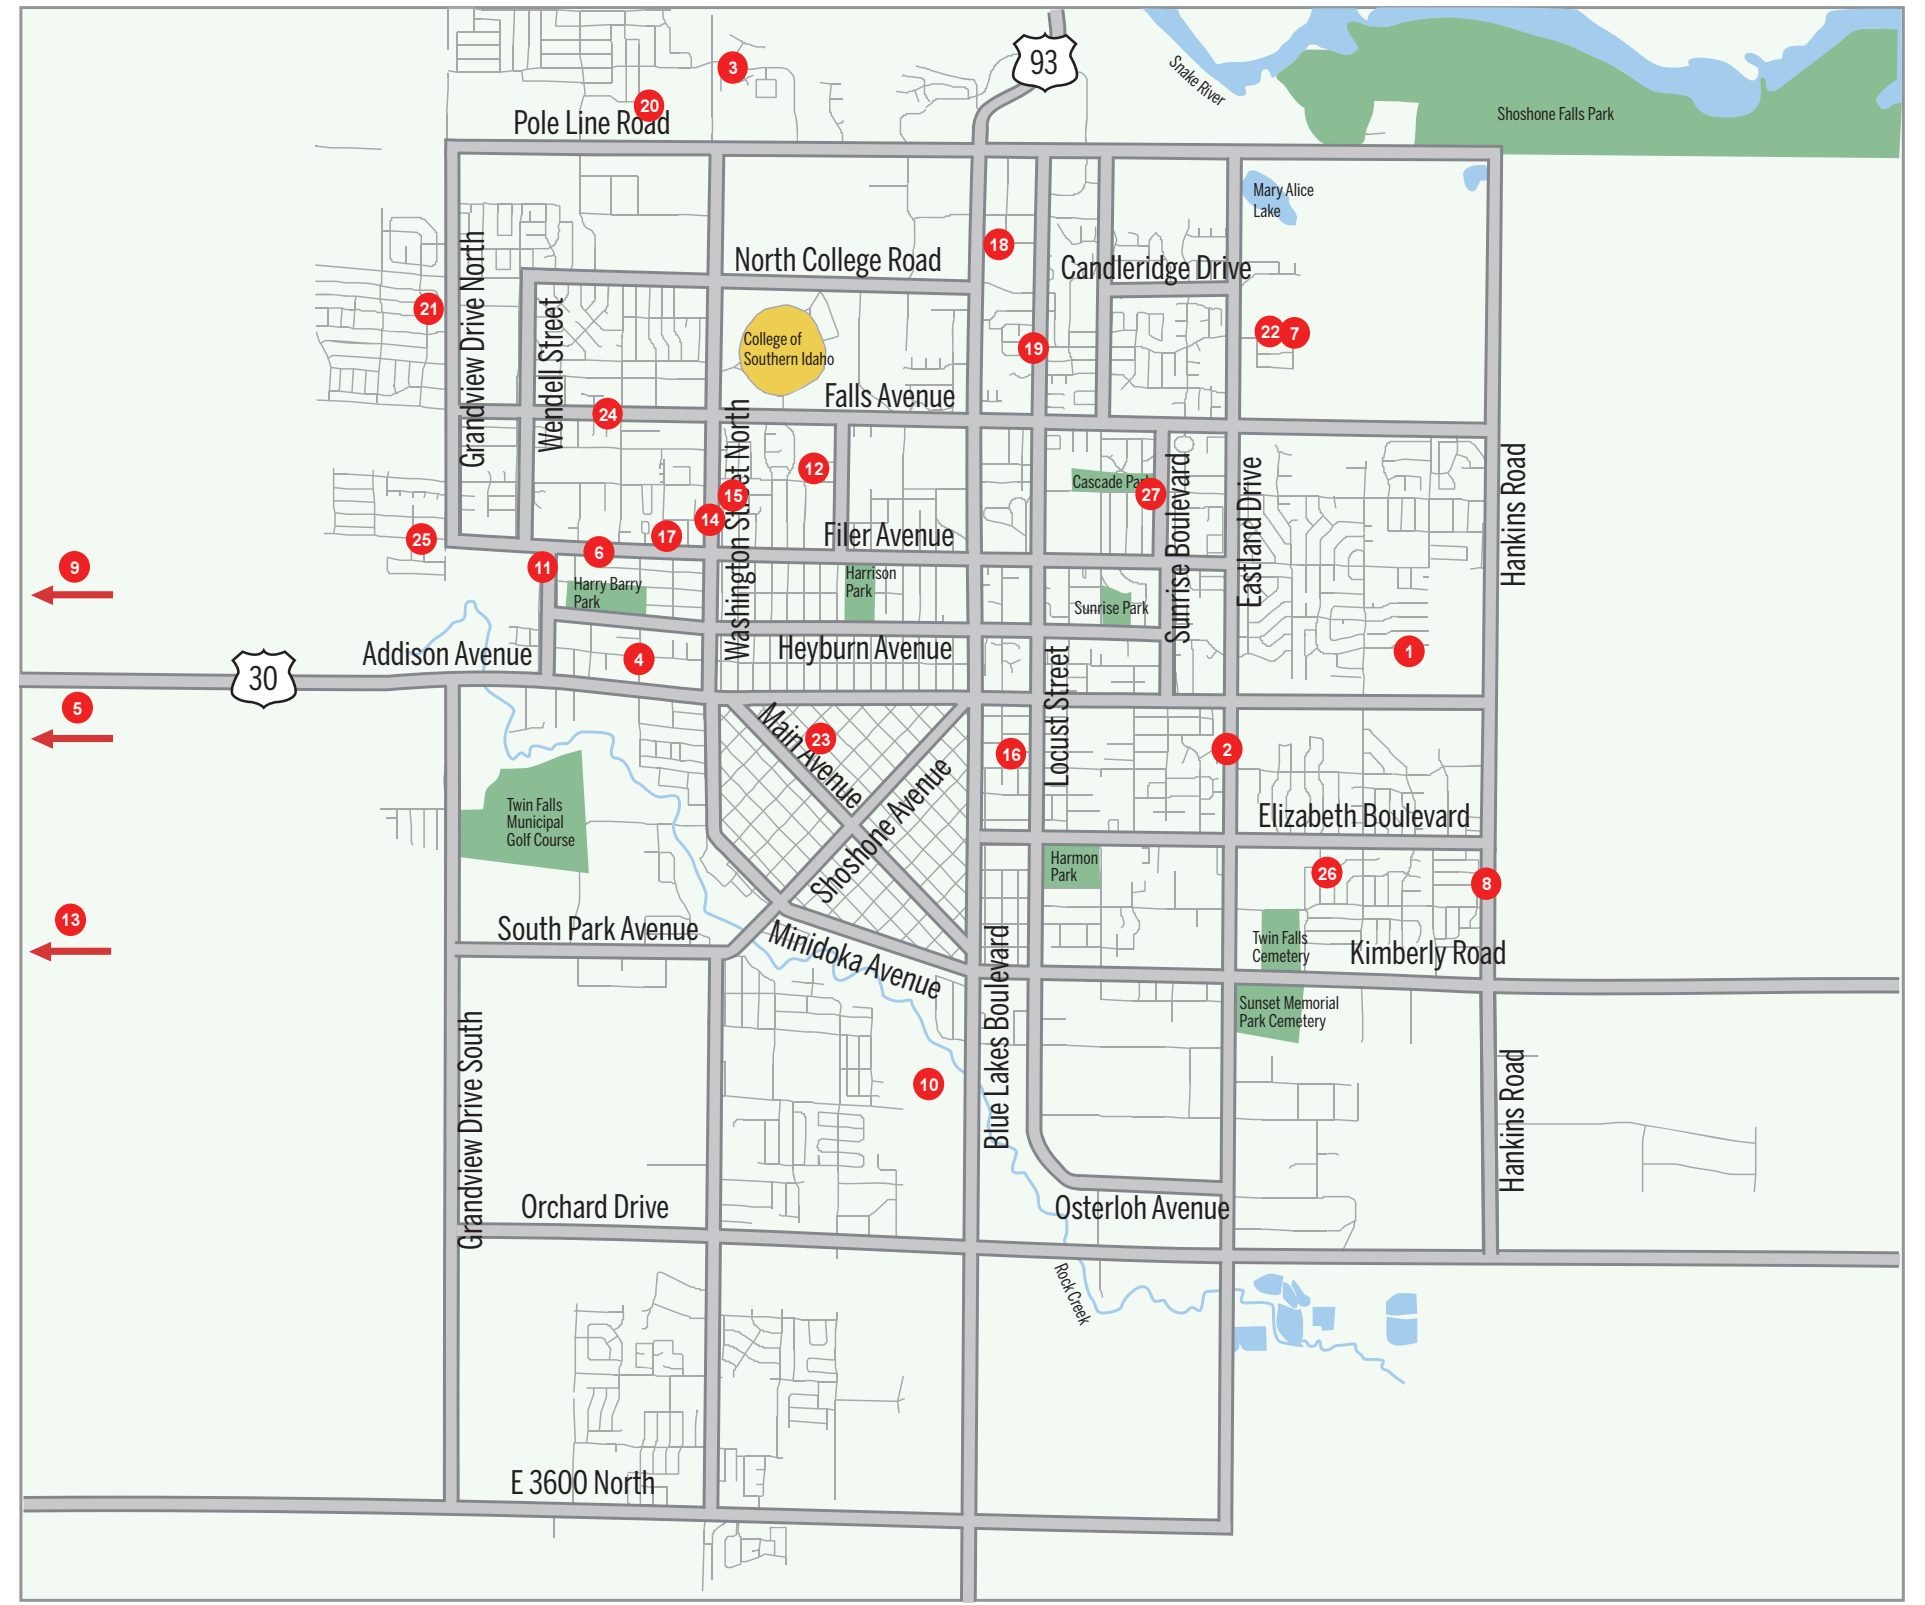 93
3
Snake River
20
Pole Line Road
Shoshone Falls Park
Mary Alice
Lake
18
North College Road
Candleridge Drive
21
Grandview Drive North
Wendell Street
College of
Southern Idaho
19
22
7
Falls Avenue
24
Washington Street North
12
15
14
17
Cascade Park
27
Sunrise Boulevard
Eastland Drive
Hankins Road
25
6
Filer Avenue
9
11
Harry Barry
Park
Harrison
Park
Sunrise Park
Addison Avenue
4
Heyburn Avenue
1
30
5
Main Avenue
23
Locust Street
16
2
Shoshone Avenue
Twin Falls
Municipal
Golf Course
Elizabeth Boulevard
Harmon
Park
26
8
13
South Park Avenue
Minidoka Avenue
Twin Falls
Cemetery
Kimberly Road
Blue Lakes Boulevard
Sunset Memorial
Park Cemetery
Grandview Drive South
10
Hankins Road
Orchard Drive
Osterloh Avenue
Rock Creek
E 3600 North